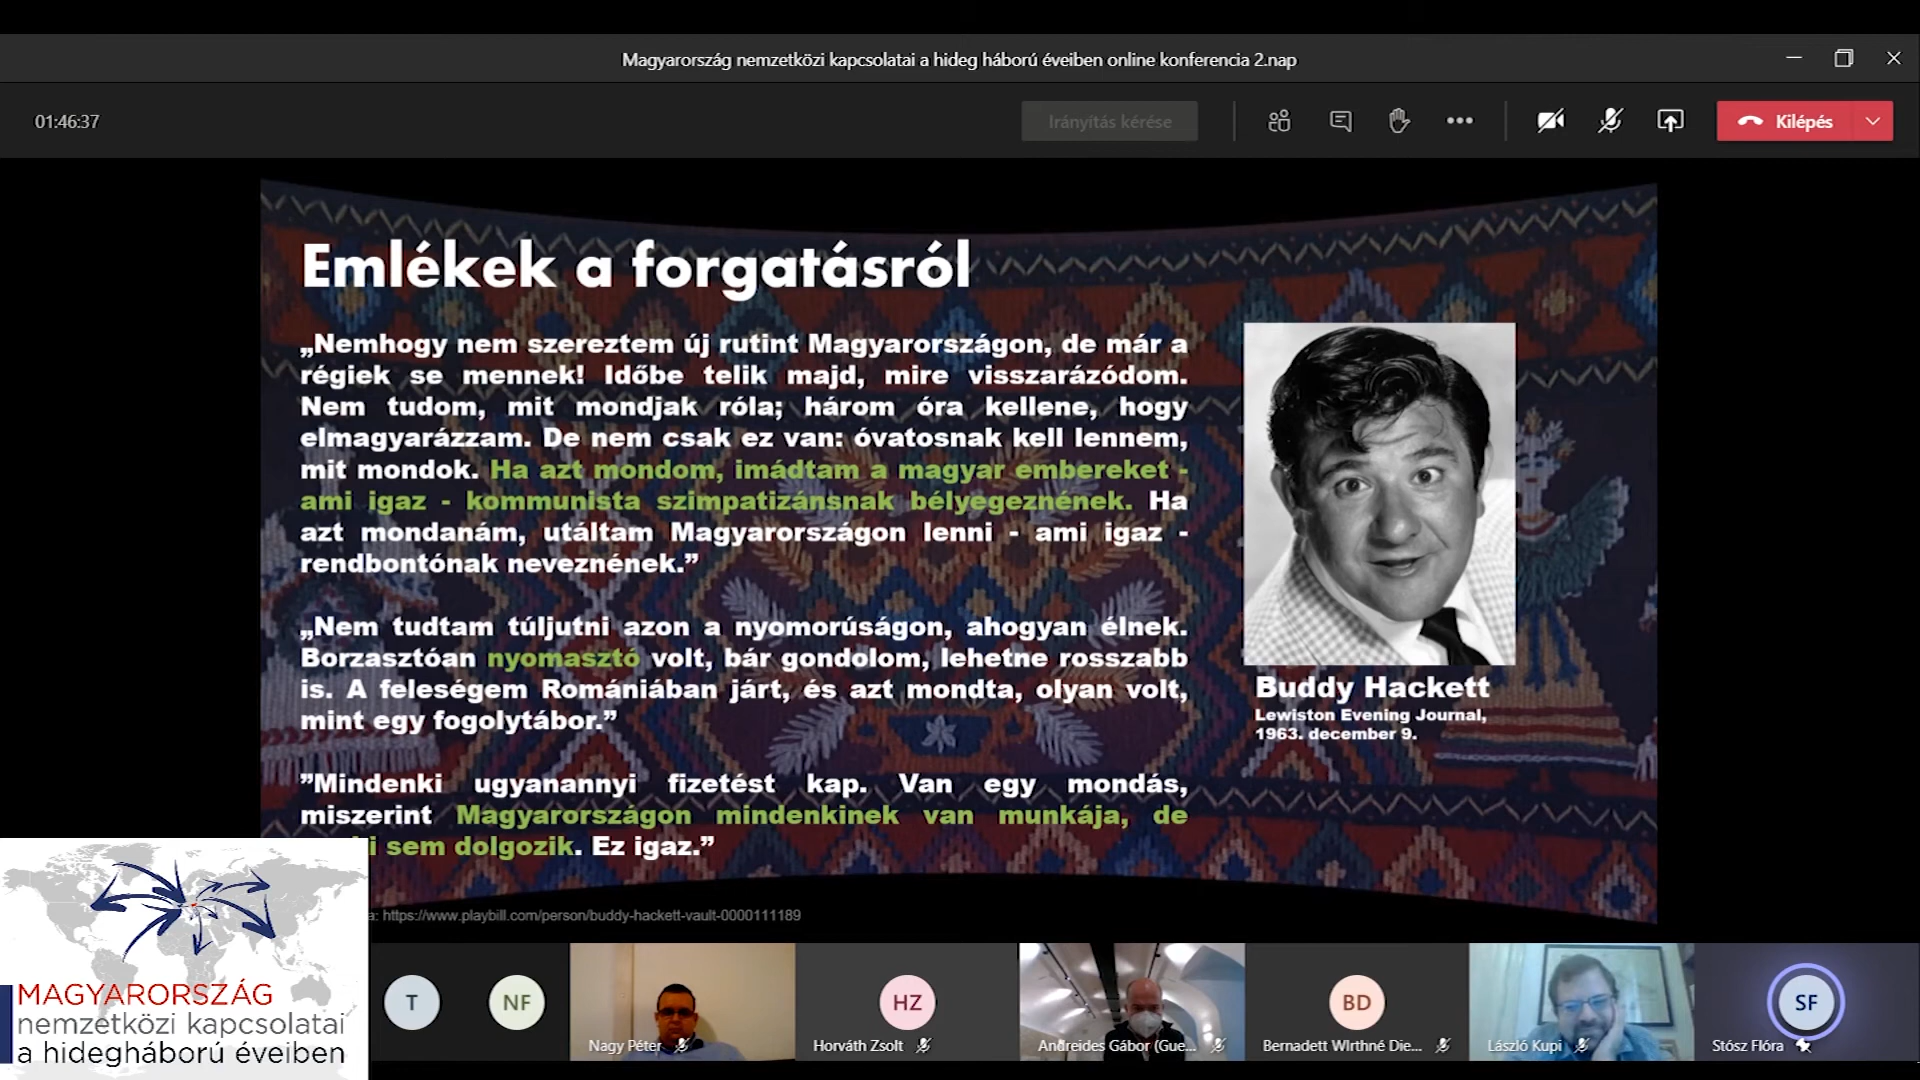 Magyarország nemzetközi kapcsolatai a hideg háború éveiben online konferencia 2.nap
01:46:37
Irányítás kérése
Kilépés
Emlékek a forgatásról
„Nemhogy nem szereztem új rutint Magyarországon, de már a
régiek se mennek! Időbe telik majd, mire visszarázódom.
Nem tudom, mit mondjak róla; három óra kellene, hogy
elmagyarázzam. De nem csak ez van: óvatosnak kell lennem,
mit mondok. Ha azt mondom, imádtam a magyar embereket -
ami igaz - kommunista szimpatizánsnak bélyegeznének. Ha
azt mondanám, utáltam Magyarországon lenni - ami igaz -
rendbontónak neveznének.”
„Nem tudtam túljutni azon a nyomorúságon, ahogyan élnek.
Borzasztóan nyomasztó volt, bár gondolom, lehetne rosszabb
is. A feleségem Romániában járt, és azt mondta, olyan volt,
mint egy fogolytábor.”
”Mindenki ugyanannyi fizetést kap. Van egy mondás,
miszerint Magyarországon mindenkinek van munkája, de
sem dolgozik. Ez igaz.”
Buddy Hackett
Lewiston Evening Journal,
1963. december 9.
a: https://www.playbill.com/person/buddy-hackett-vault-0000111189
MAGYARORSZÁG
nemzetközi kapcsolatai
a hidegháború éveiben
T
NF
Nagy Péter
HZ
Horváth Zsolt
Andreides Gábor (Gue...
BD
Bernadett WIrthné Die...
László Kupi
SF
Stósz Flóra